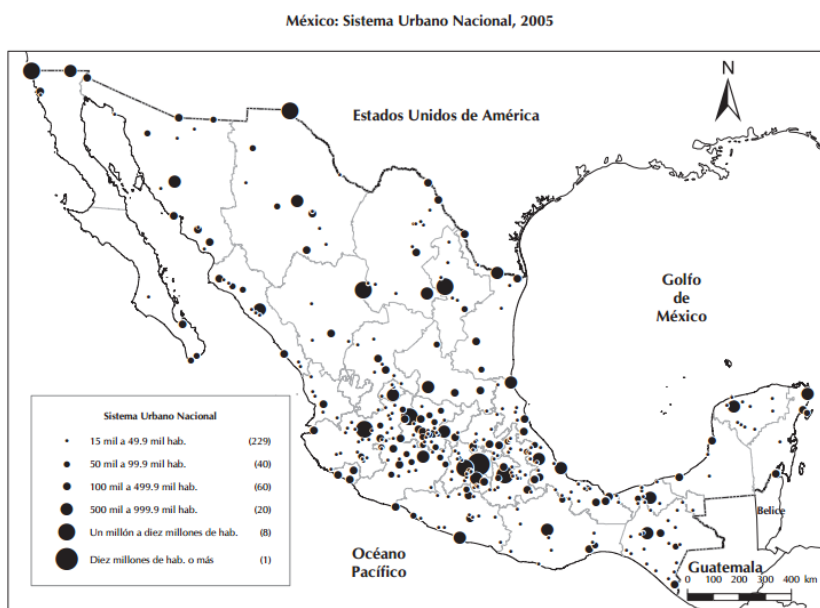 México: Sistema Urbano Nacional, 2005
N
Estados Unidos de América
Golfo
de
México
Sistema Urbano Nacional
15 mil a 49.9 mil hab. (229)
50 mil a 99.9 mil hab. (40)
100 mil a 499.9 mil hab. (60)
500 mil a 999.9 mil hab. (20)
Un millón a diez millones de hab. (8)
Diez millones de hab. o más (1)
Belice
Océano
Pacífico
Guatemala
0 100 200 300 400 km